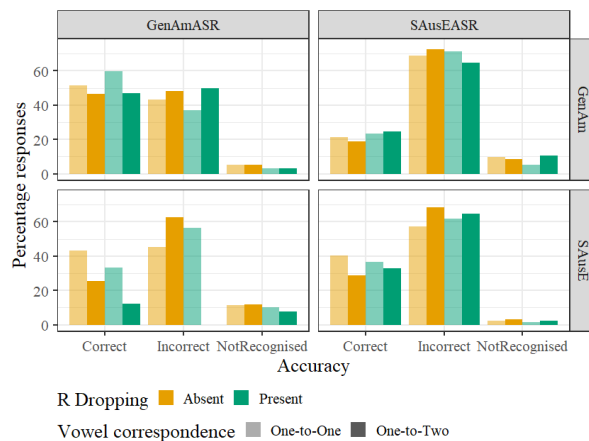 GenAmASR SAusEASR
60
40
20
0
GenAm
60
40
20
0
SAusE
Percentage responses
Correct Incorrect NotRecognised Correct Incorrect NotRecognised
Accuracy
R Dropping Absent Present
Vowel correspondence One-to-One One-to-Two